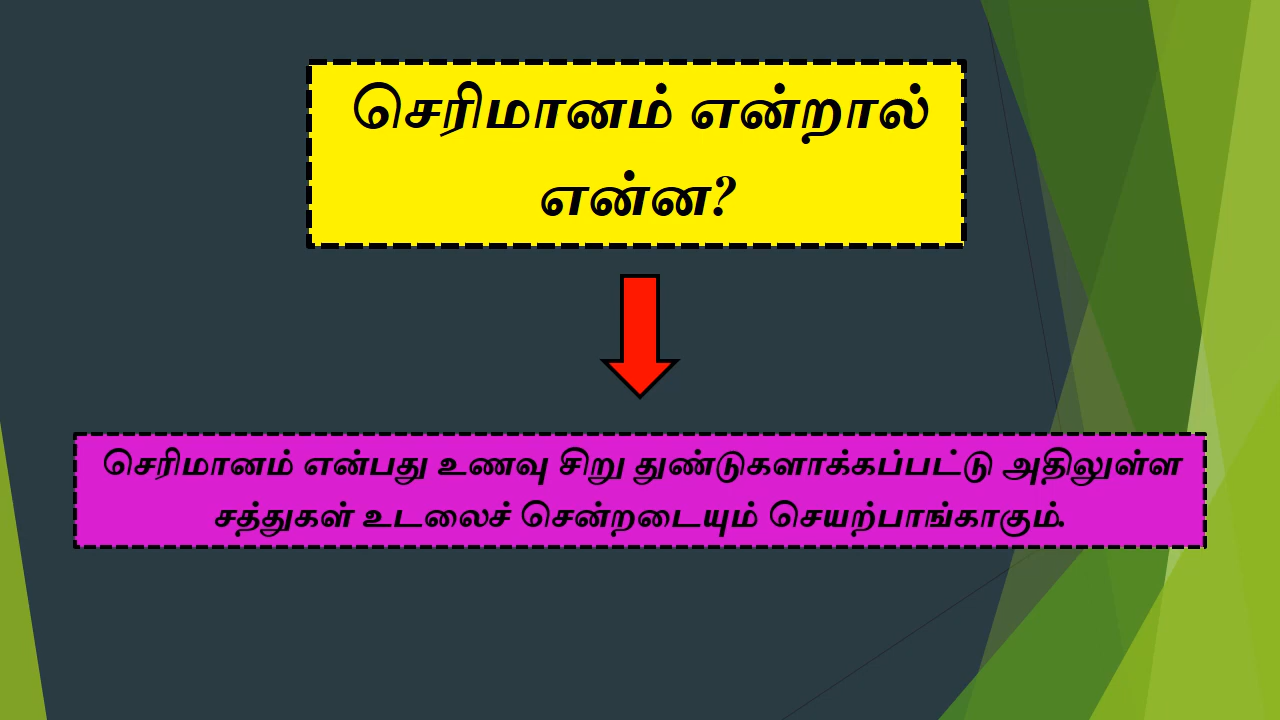 செரிமானம் என்றால்
என்ன?
செரிமானம் என்பது உணவு சிறு துண்டுகளாக்கப்பட்டு அதிலுள்ள
சத்துகள் உடலைச் சென்றடையும் செயற்பாங்காகும்.